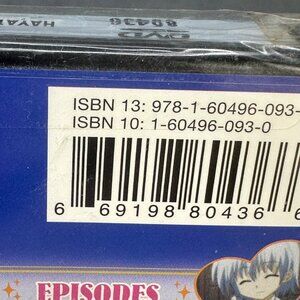 DVD
80436
HAYA
ISBN 13: 978-1-60496-093-
ISBN 10: 1-60496-093-0
6 69198 80436 6
EPISODES